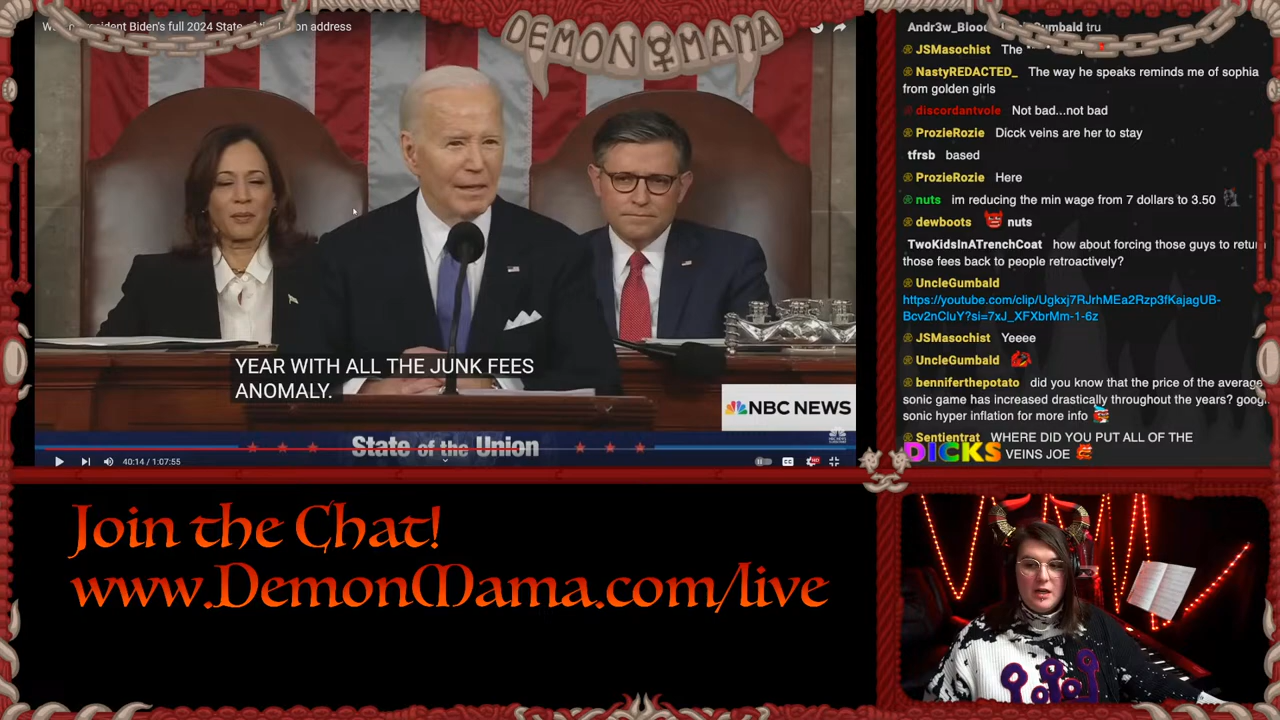 President Biden's full 2024 State
on address
DEMON MAMA
YEAR WITH ALL THE JUNK FEES
ANOMALY.
NBC NEWS
State of the Union
40:14 / 1:07:55
CC
HD
Join the Chat!
www.DemonMama.com/live
tru
JSMasochist The
NastyREDACTED_ The way he speaks reminds me of sophia
from golden girls
discordantvole Not bad...not bad
ProzieRozie Dicck veins are her to stay
tfrsb based
ProzieRozie Here
nuts im reducing the min wage from 7 dollars to 3.50
dewboots nuts
TwoKidsInATrenchCoat how about forcing those guys to return
those fees back to people retroactively?
UncleGumbald
https://youtube.com/clip/Ugkxj7RJrhMEa2Rzp3fKajagUB-
Bcv2nCluY?si=7xJ_XFXbrMm-1-6z
JSMasochist Yeeee
UncleGumbald
benniferthepotato did you know that the price of the average
sonic game has increased drastically throughout the years? goog
sonic hyper inflation for more info
Sentientrat WHERE DID YOU PUT ALL OF THE
DICKS VEINS JOE